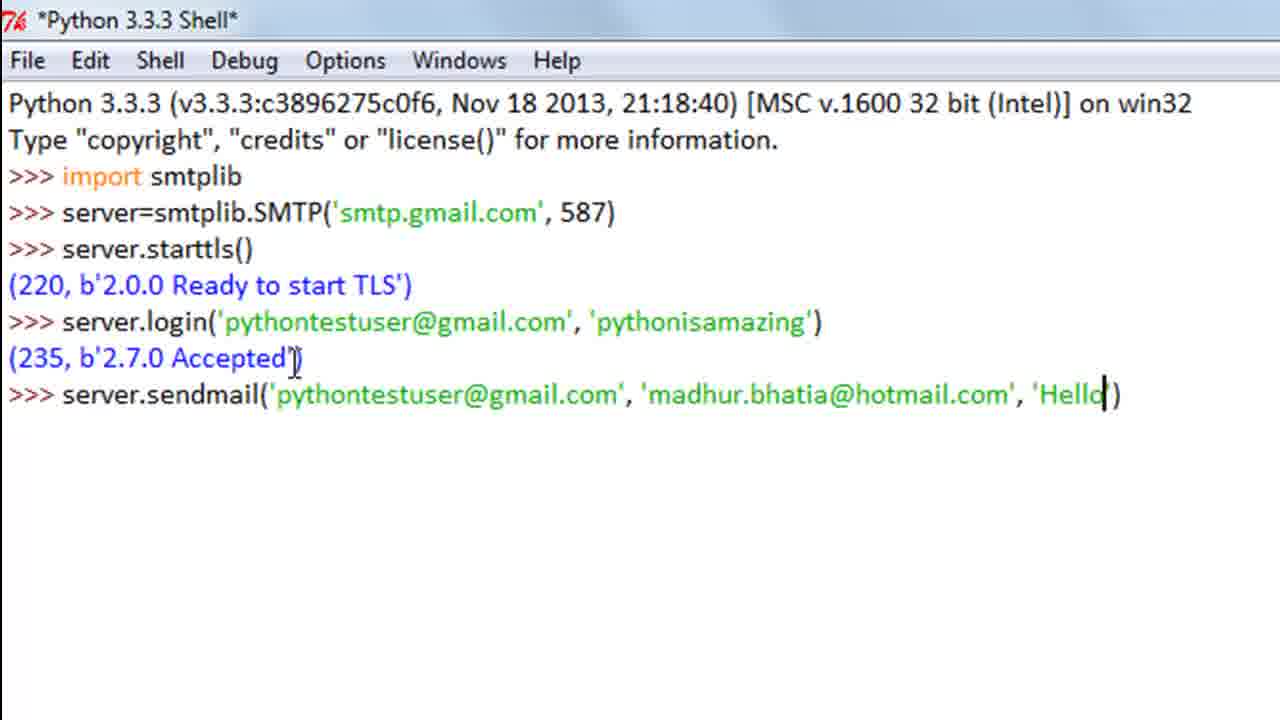 *Python 3.3.3 Shell*
File Edit Shell Debug Options Windows Help
Python 3.3.3 (v3.3.3:c3896275c0f6, Nov 18 2013, 21:18:40) [MSC v.1600 32 bit (Intel)] on win32
Type "copyright", "credits" or "license()" for more information.
>>> import smtplib
>>> server=smtplib.SMTP('smtp.gmail.com', 587)
>>> server.starttls()
(220, b'2.0.0 Ready to start TLS')
>>> server.login('pythontestuser@gmail.com', 'pythonisamazing')
(235, b'2.7.0 Accepted')
>>> server.sendmail('pythontestuser@gmail.com', 'madhur.bhatia@hotmail.com', 'Hello')